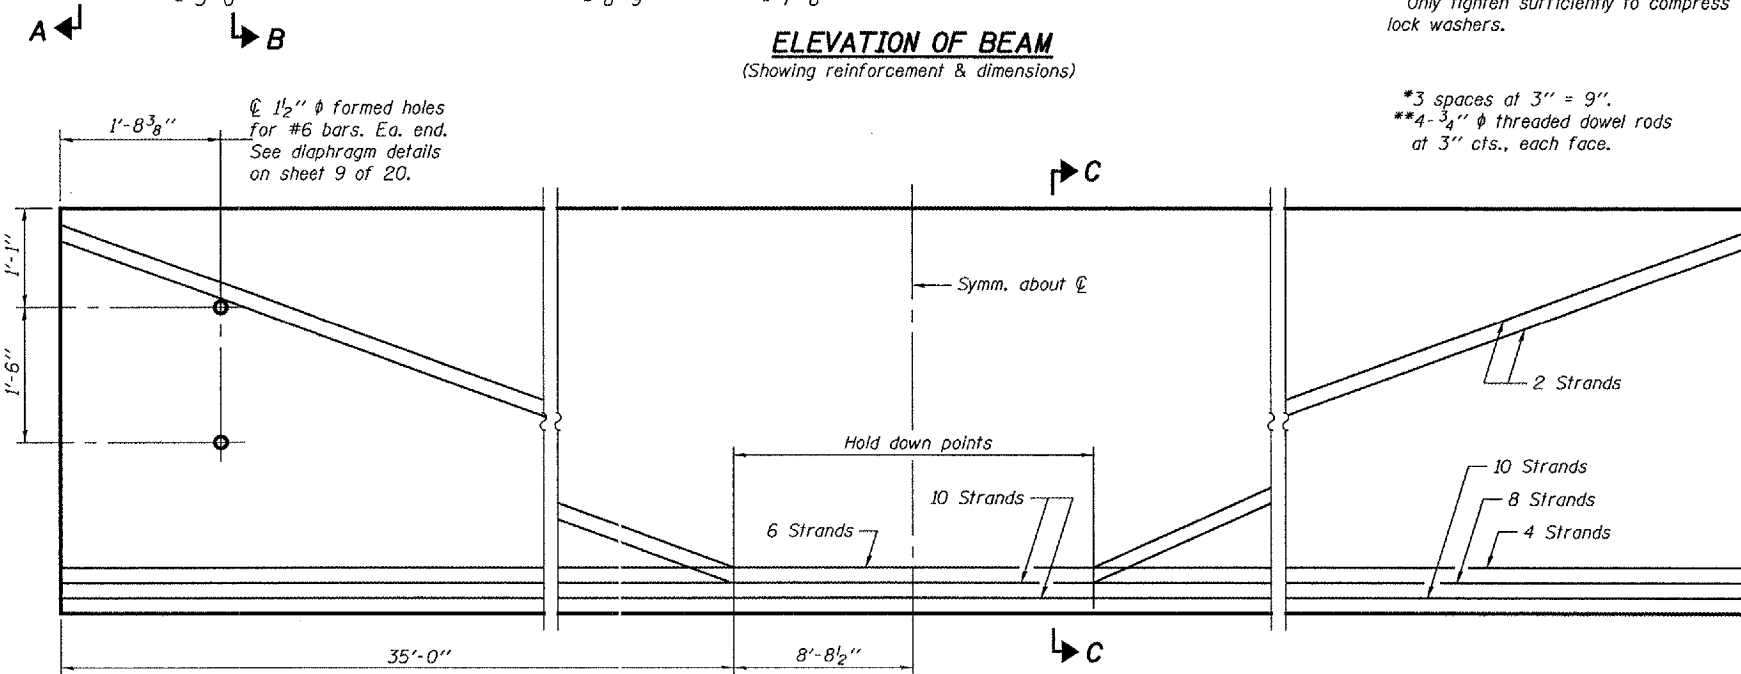 Only tighten sufficiently to compress
lock washers.
A
B
ELEVATION OF BEAM
(Showing reinforcement & dimensions)
℄ 1½" φ formed holes
for #6 bars. Ea. end.
See diaphragm details
on sheet 9 of 20.
1'-8⅜"
*3 spaces at 3" = 9".
**4-¾" φ threaded dowel rods
at 3" cts., each face.
C
1'-1"
Symm. about ℄
1'-6"
2 Strands
Hold down points
10 Strands
10 Strands
8 Strands
6 Strands
4 Strands
35'-0"
8'-8½"
C